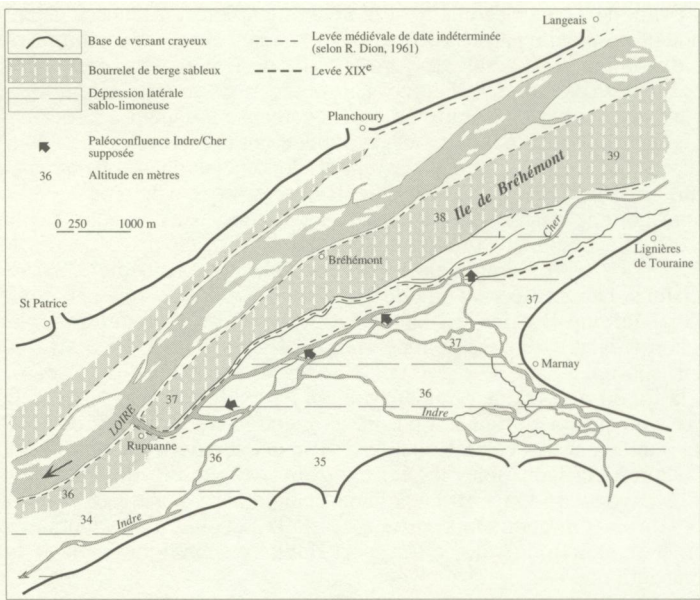 Base de versant crayeux
Bourrelet de berge sableux
Dépression latérale
sablo-limoneuse
Paléoconfluence Indre/Cher
supposée
36 Altitude en mètres
0 250 1000 m
Levée médiévale de date indéterminée
(selon R. Dion, 1961)
Levée XIXe
Langeais
Planchoury
39
Ile de Bréhémont
38
Cher
Lignières
de Touraine
Bréhémont
37
St Patrice
37
Marnay
37
36
LOIRE
Indre
Rupuanne
36
35
36
34
Indre